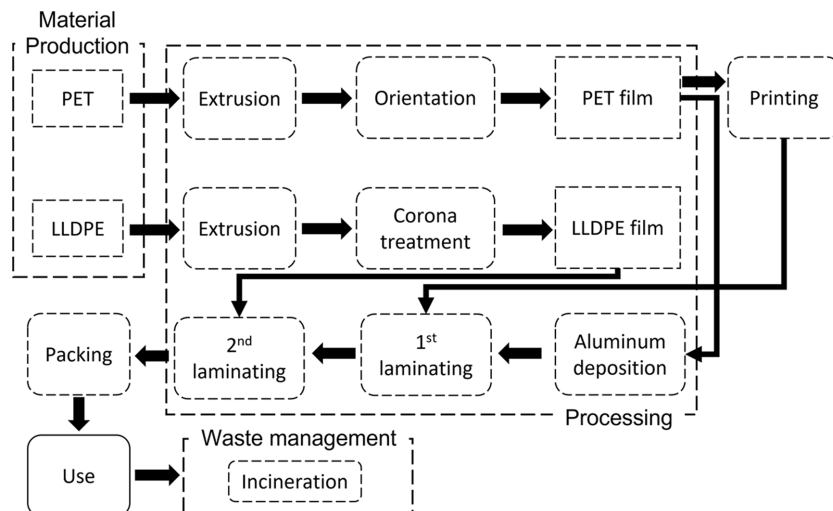 Material
Production
PET
Extrusion
Orientation
PET film
Printing
LLDPE
Extrusion
Corona
treatment
LLDPE film
Packing
2nd
laminating
1st
laminating
Aluminum
deposition
Processing
Use
Waste management
Incineration